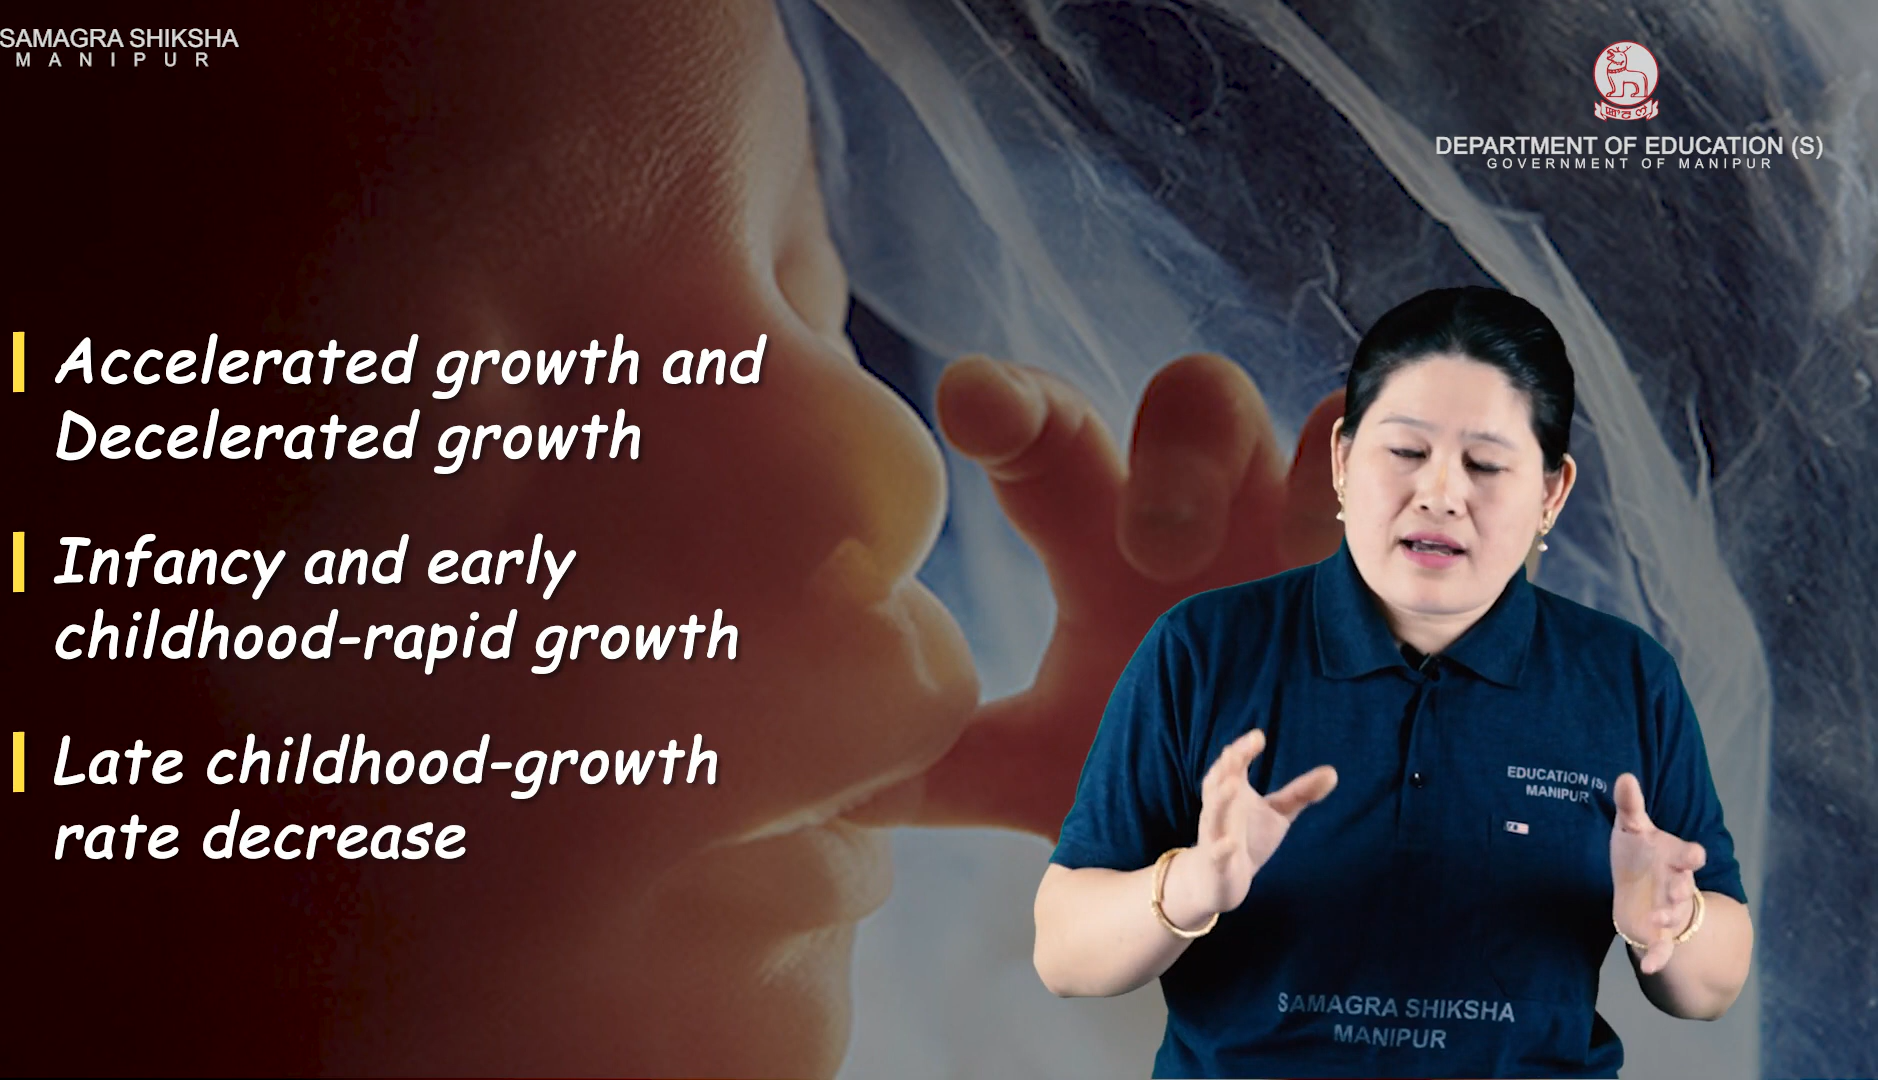 SAMAGRA SHIKSHA
MANIPUR
DEPARTMENT OF EDUCATION (S)
GOVERNMENT OF MANIPUR
Accelerated growth and
Decelerated growth
Infancy and early
childhood-rapid growth
Late childhood-growth
rate decrease
EDUCATION (S)
MANIPUR
SAMAGRA SHIKSHA
MANIPUR